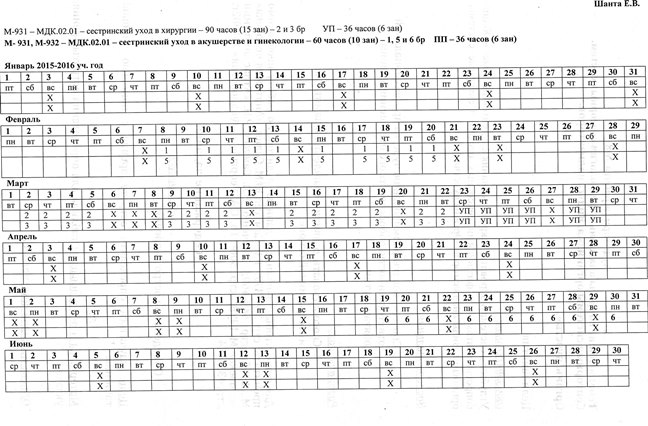 Шанта Е.В.
М-931 – МДК.02.01 – сестринский уход в хирургии – 90 часов (15 зан) – 2 и 3 бр УП – 36 часов (6 зан)
М- 931, М-932 – МДК.02.01 – сестринский уход в акушерстве и гинекологии – 60 часов (10 зан) – 1, 5 и 6 бр ПП – 36 часов (6 зан)
Январь 2015-2016 уч. год
1 2 3 4 5 6 7 8 9 10 11 12 13 14 15 16 17 18 19 20 21 22 23 24 25 26 27 28 29 30 31
пт сб вс пн вт ср чт пт сб вс пн вт ср чт пт сб вс пн вт ср чт пт сб вс пн вт ср чт пт сб вс
X X X X X
X X X X X
Февраль
1 2 3 4 5 6 7 8 9 10 11 12 13 14 15 16 17 18 19 20 21 22 23 24 25 26 27 28 29
пн вт ср чт пт сб вс пн вт ср чт пт сб вс пн вт ср чт пт сб вс пн вт ср чт пт сб вс пн
X 1 1 1 1 1 X 1 1 1 1 1 X X X
X 5 5 5 5 5 X 5 5 5 5 5 X X X
Март
1 2 3 4 5 6 7 8 9 10 11 12 13 14 15 16 17 18 19 20 21 22 23 24 25 26 27 28 29 30 31
вт ср чт пт сб вс пн вт ср чт пт сб вс пн вт ср чт пт сб вс пн вт ср чт пт сб вс пн вт ср чт
2 2 2 2 X X X 2 2 2 2 X 2 2 2 2 2 X 2 2 УП УП УП УП X УП УП
3 3 3 3 X X X 3 3 3 3 X 3 3 3 3 3 X 3 3 УП УП УП УП X УП УП
Апрель
1 2 3 4 5 6 7 8 9 10 11 12 13 14 15 16 17 18 19 20 21 22 23 24 25 26 27 28 29 30
пт сб вс пн вт ср чт пт сб вс пн вт ср чт пт сб вс пн вт ср чт пт сб вс пн вт ср чт пт сб
X X X X
X X X X
Май
1 2 3 4 5 6 7 8 9 10 11 12 13 14 15 16 17 18 19 20 21 22 23 24 25 26 27 28 29 30 31
вс пн вт ср чт пт сб вс пн вт ср чт пт сб вс пн вт ср чт пт сб вс пн вт ср чт пт сб вс пн вт
X X X X X 6 6 6 X 6 6 6 6 6 6 X 6
X X X X X X X
Июнь
1 2 3 4 5 6 7 8 9 10 11 12 13 14 15 16 17 18 19 20 21 22 23 24 25 26 27 28 29 30
ср чт пт сб вс пн вт ср чт пт сб вс пн вт ср чт пт сб вс пн вт ср чт пт сб вс пн вт ср чт
X X X X X
X X X X X